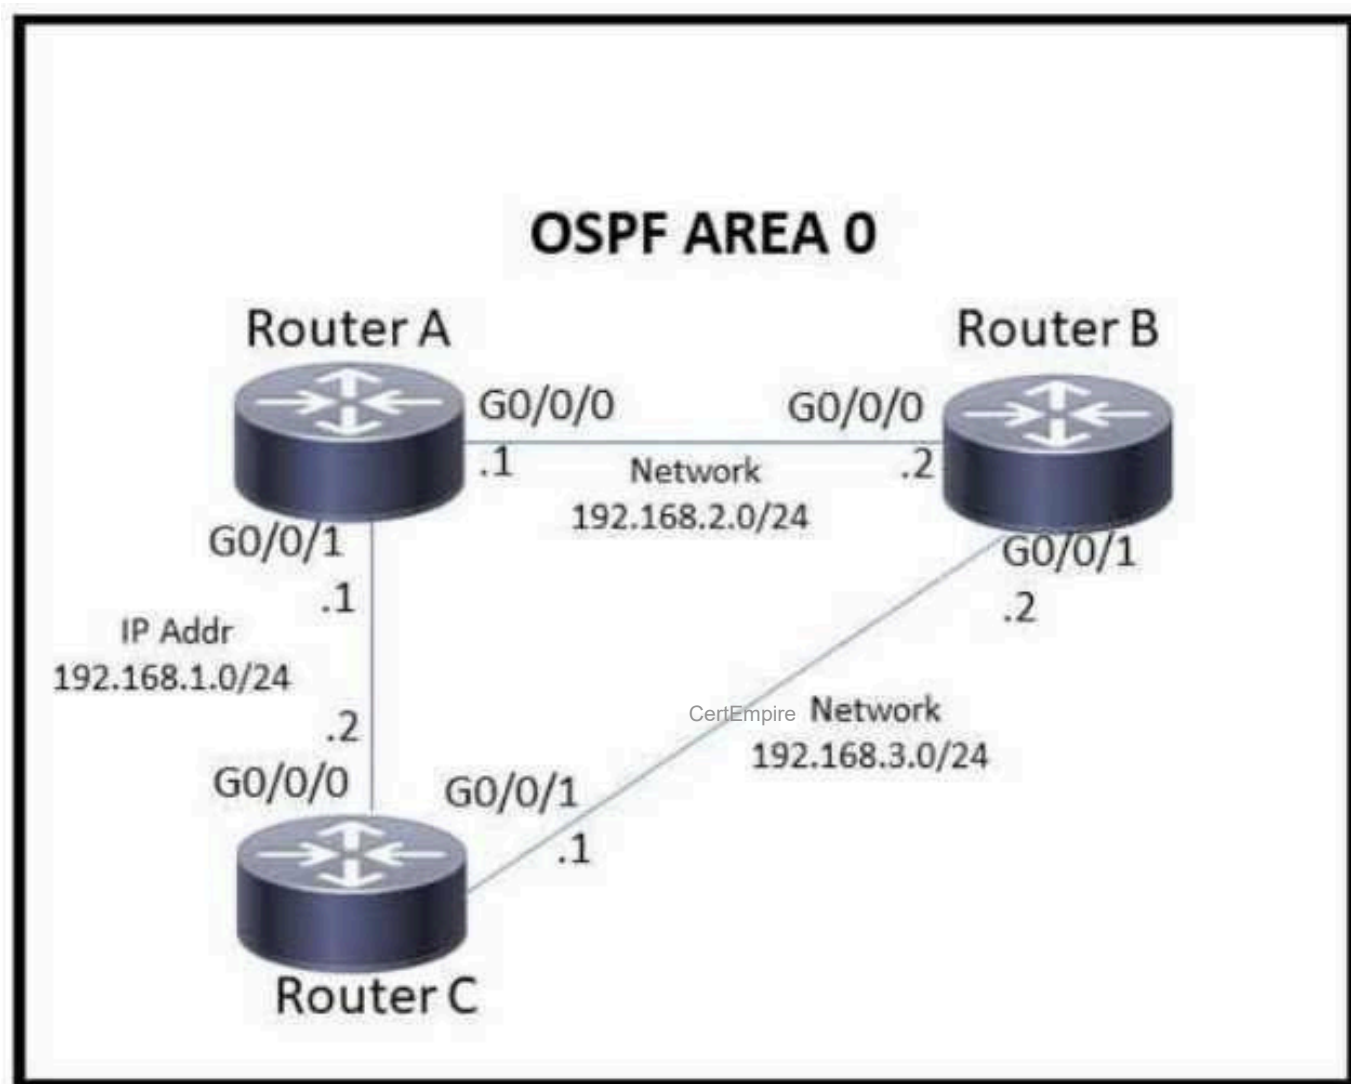 OSPF AREA 0
Router A
Router B
G0/0/0
G0/0/0
.1
.2
Network
192.168.2.0/24
G0/0/1
G0/0/1
.1
.2
IP Addr
192.168.1.0/24
CertEmpire
Network
192.168.3.0/24
.2
G0/0/0
G0/0/1
.1
Router C